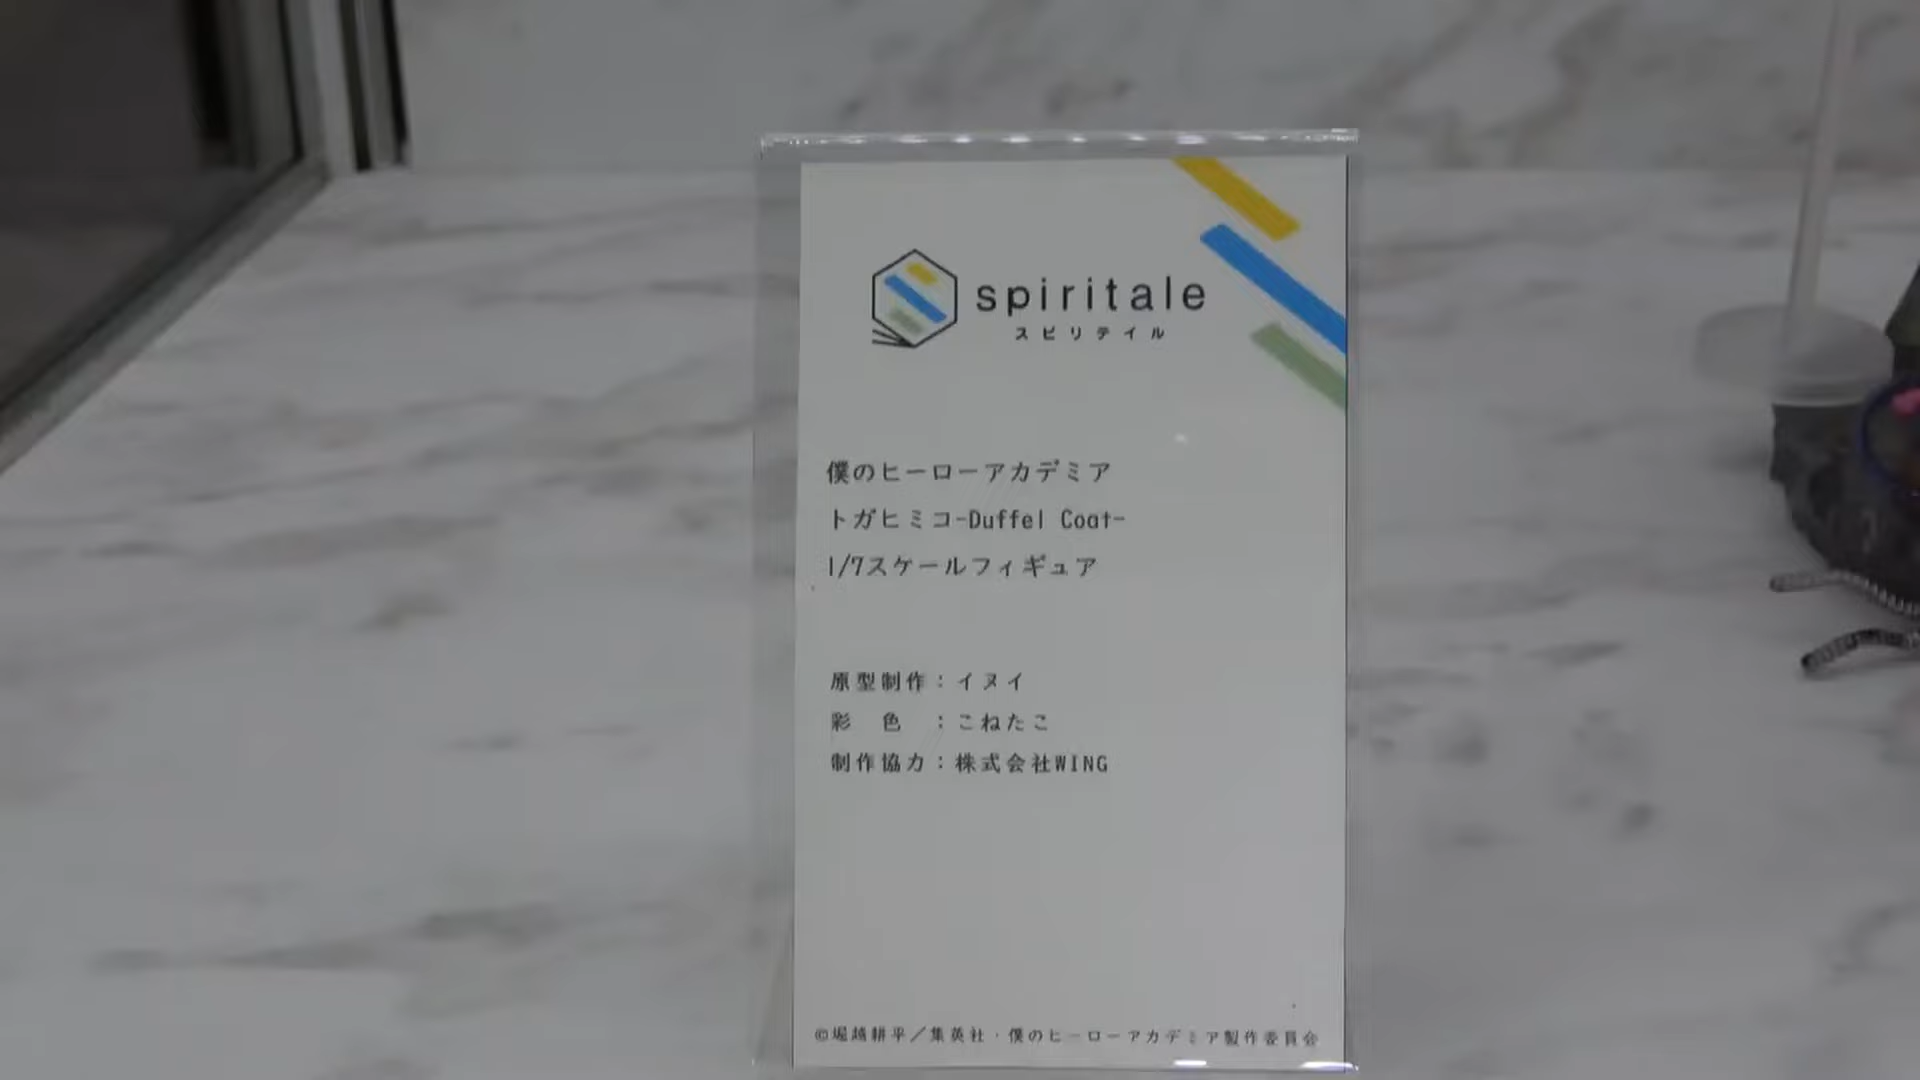 spiritale
スピリテイル
僕のヒーローアカデミア
トガヒミコ-Duffel Coat-
1/7スケールフィギュア
原型制作：イヌイ
彩　色　：こねたこ
制作協力：株式会社WING
©堀越耕平／集英社・僕のヒーローアカデミア製作委員会